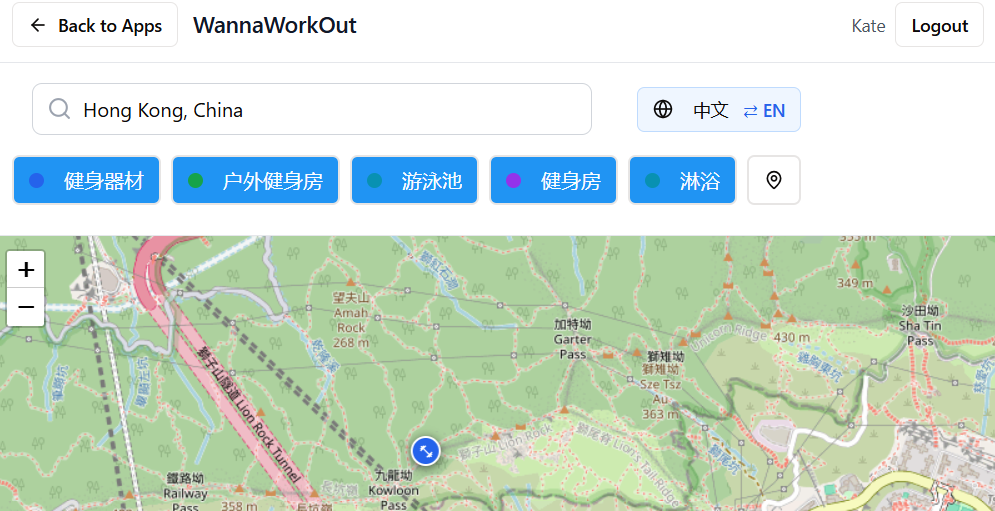 Back to Apps
WannaWorkOut
Kate
Logout
Hong Kong, China
中文 ⇄ EN
健身器材
户外健身房
游泳池
健身房
淋浴
+
−
望夫山
Amah
Rock
268 m
加特坳
Garter
Pass
獅雉坳
獅雉坳
Sze Tsz
Au
363 m
Unicorn Ridge
430 m
349 m
沙田坳
Sha Tin
Pass
獅子山隧道 Lion Rock Tunnel
獅子山 Lion Rock
獅尾脊 Lion's Tail Ridge
鐵路坳
Railway
Pass
358 m
九龍坳
Kowloon
Pass